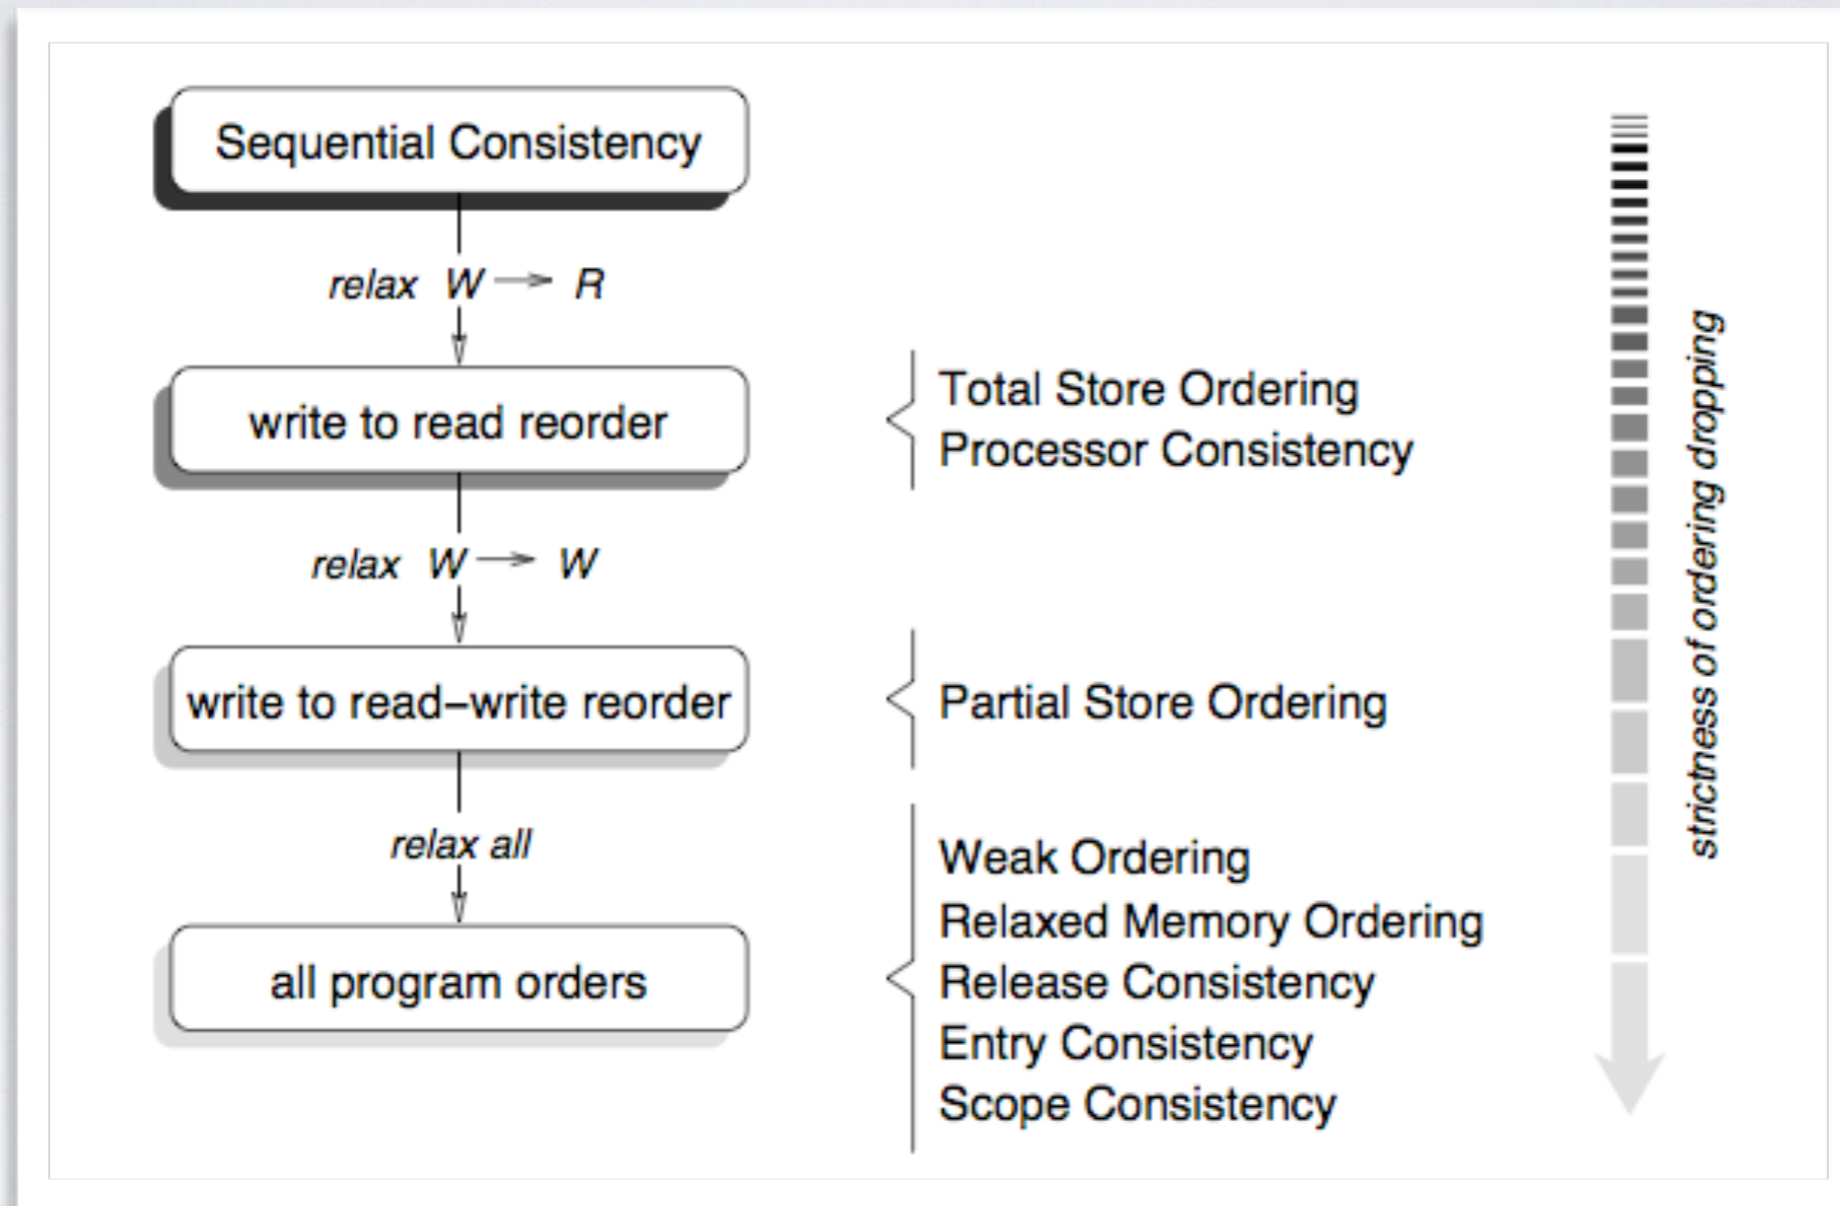 Sequential Consistency
relax W → R
write to read reorder
Total Store Ordering
Processor Consistency
relax W → W
write to read–write reorder
Partial Store Ordering
relax all
all program orders
Weak Ordering
Relaxed Memory Ordering
Release Consistency
Entry Consistency
Scope Consistency
strictness of ordering dropping